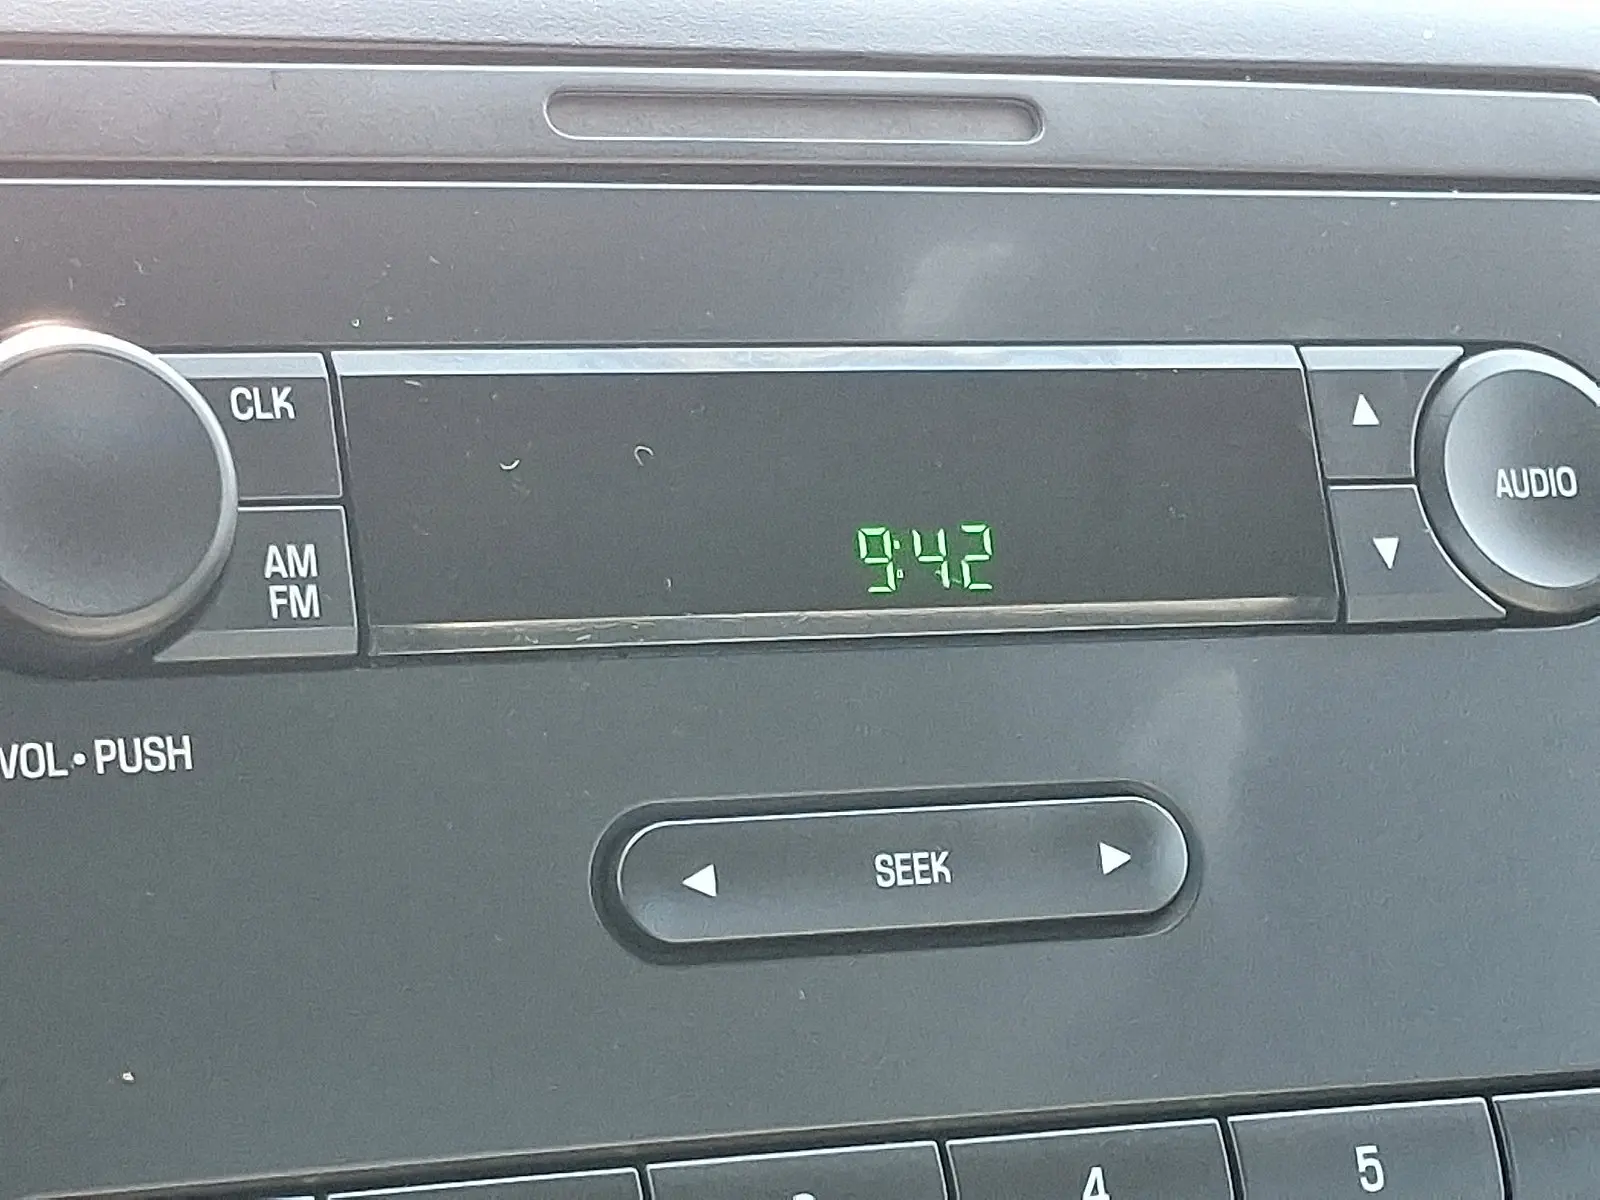 CLK
AM
FM
9:42
AUDIO
VOL•PUSH
SEEK
4
5